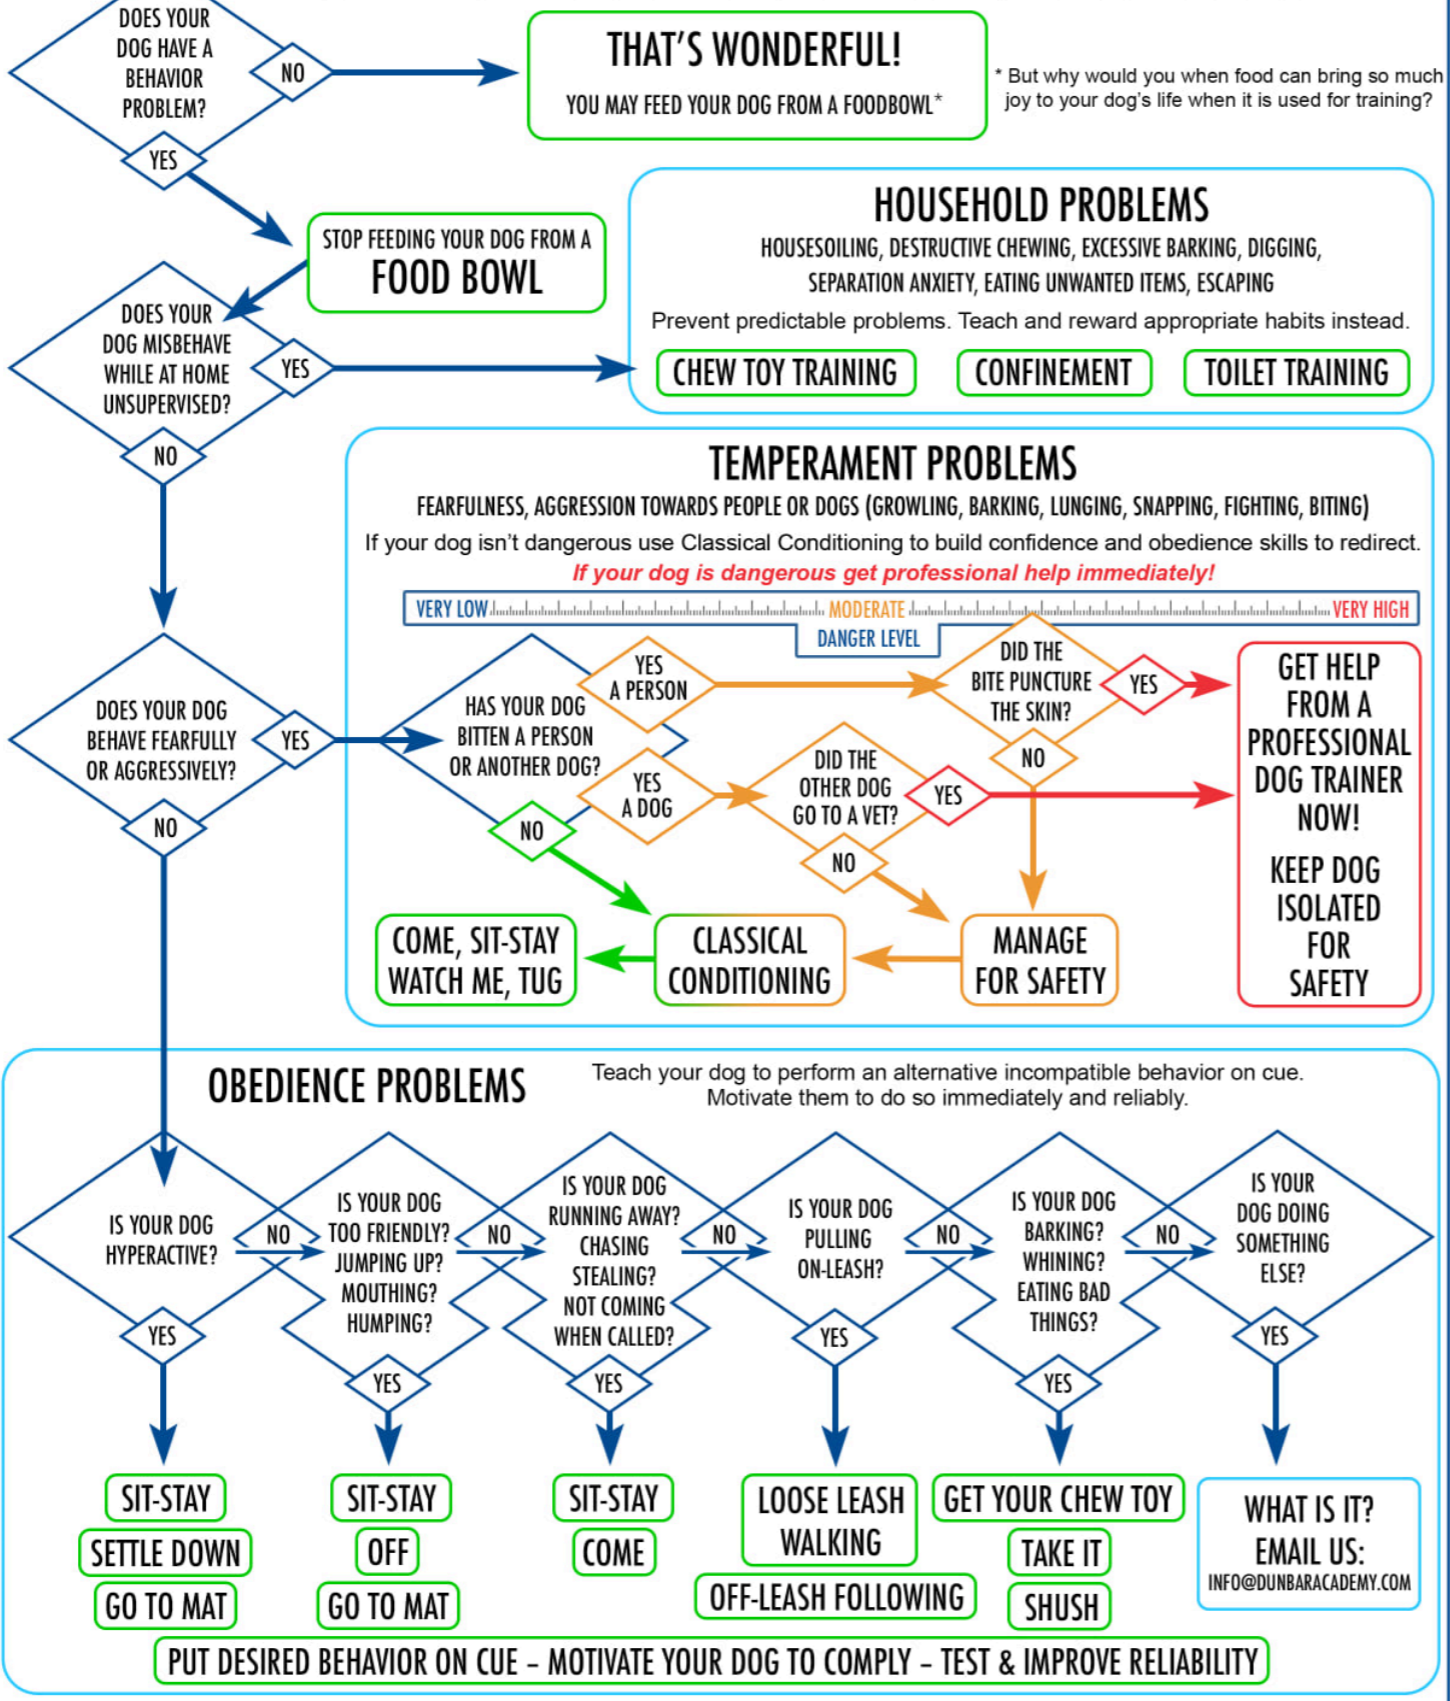 DOES YOUR
DOG HAVE A
BEHAVIOR
PROBLEM?
NO
YES
THAT'S WONDERFUL!
YOU MAY FEED YOUR DOG FROM A FOODBOWL*
* But why would you when food can bring so much
joy to your dog's life when it is used for training?
STOP FEEDING YOUR DOG FROM A
FOOD BOWL
DOES YOUR
DOG MISBEHAVE
WHILE AT HOME
UNSUPERVISED?
YES
NO
HOUSEHOLD PROBLEMS
HOUSESOILING, DESTRUCTIVE CHEWING, EXCESSIVE BARKING, DIGGING,
SEPARATION ANXIETY, EATING UNWANTED ITEMS, ESCAPING
Prevent predictable problems. Teach and reward appropriate habits instead.
CHEW TOY TRAINING
CONFINEMENT
TOILET TRAINING
TEMPERAMENT PROBLEMS
FEARFULNESS, AGGRESSION TOWARDS PEOPLE OR DOGS (GROWLING, BARKING, LUNGING, SNAPPING, FIGHTING, BITING)
If your dog isn't dangerous use Classical Conditioning to build confidence and obedience skills to redirect.
If your dog is dangerous get professional help immediately!
VERY LOW
MODERATE
VERY HIGH
DANGER LEVEL
DOES YOUR DOG
BEHAVE FEARFULLY
OR AGGRESSIVELY?
YES
NO
HAS YOUR DOG
BITTEN A PERSON
OR ANOTHER DOG?
YES
A PERSON
YES
A DOG
NO
DID THE
BITE PUNCTURE
THE SKIN?
YES
NO
DID THE
OTHER DOG
GO TO A VET?
YES
NO
GET HELP
FROM A
PROFESSIONAL
DOG TRAINER
NOW!
KEEP DOG
ISOLATED
FOR
SAFETY
COME, SIT-STAY
WATCH ME, TUG
CLASSICAL
CONDITIONING
MANAGE
FOR SAFETY
OBEDIENCE PROBLEMS
Teach your dog to perform an alternative incompatible behavior on cue.
Motivate them to do so immediately and reliably.
IS YOUR DOG
HYPERACTIVE?
NO
YES
IS YOUR DOG
TOO FRIENDLY?
JUMPING UP?
MOUTHING?
HUMPING?
NO
YES
IS YOUR DOG
RUNNING AWAY?
CHASING
STEALING?
NOT COMING
WHEN CALLED?
NO
YES
IS YOUR DOG
PULLING
ON-LEASH?
NO
YES
IS YOUR DOG
BARKING?
WHINING?
EATING BAD
THINGS?
NO
YES
IS YOUR
DOG DOING
SOMETHING
ELSE?
YES
SIT-STAY
SETTLE DOWN
GO TO MAT
SIT-STAY
OFF
GO TO MAT
SIT-STAY
COME
LOOSE LEASH
WALKING
OFF-LEASH FOLLOWING
GET YOUR CHEW TOY
TAKE IT
SHUSH
WHAT IS IT?
EMAIL US:
INFO@DUNBARACADEMY.COM
PUT DESIRED BEHAVIOR ON CUE – MOTIVATE YOUR DOG TO COMPLY – TEST & IMPROVE RELIABILITY